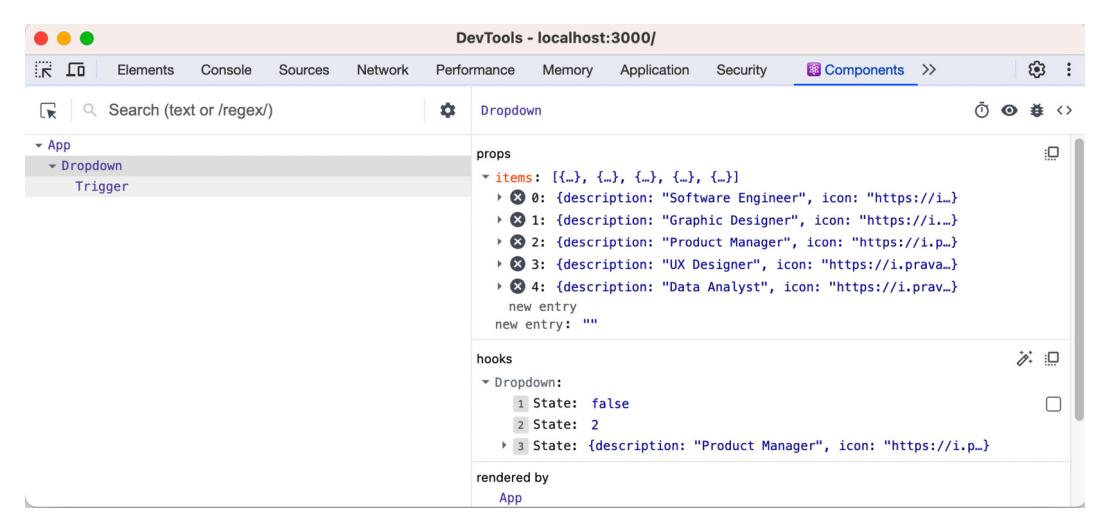 DevTools - localhost:3000/
Elements Console Sources Network Performance Memory Application Security Components >>
Search (text or /regex/)
Dropdown
App
Dropdown
Trigger
props
items: [{…}, {…}, {…}, {…}, {…}]
0: {description: "Software Engineer", icon: "https://i…}
1: {description: "Graphic Designer", icon: "https://i.…}
2: {description: "Product Manager", icon: "https://i.p…}
3: {description: "UX Designer", icon: "https://i.prava…}
4: {description: "Data Analyst", icon: "https://i.prav…}
new entry
new entry: ""
hooks
Dropdown:
1 State: false
2 State: 2
3 State: {description: "Product Manager", icon: "https://i.p…}
rendered by
App